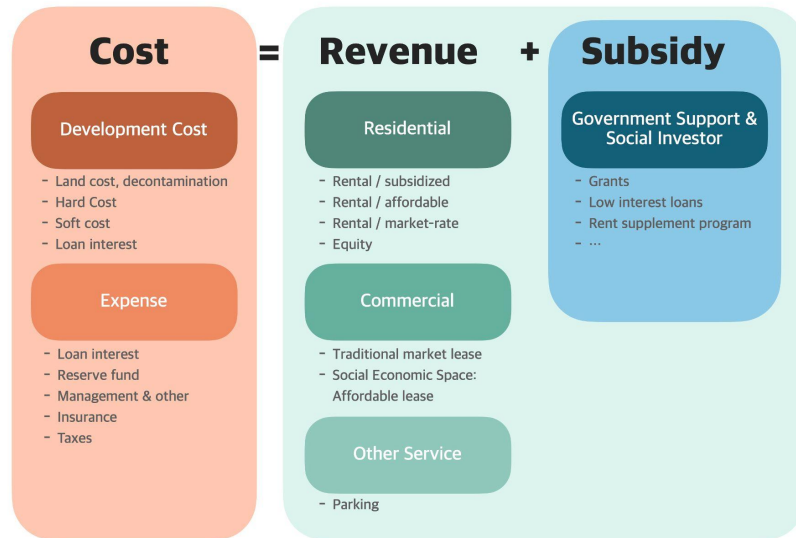 Cost = Revenue + Subsidy
Development Cost
- Land cost, decontamination
- Hard Cost
- Soft cost
- Loan interest
Expense
- Loan interest
- Reserve fund
- Management & other
- Insurance
- Taxes
Residential
- Rental / subsidized
- Rental / affordable
- Rental / market-rate
- Equity
Commercial
- Traditional market lease
- Social Economic Space:
Affordable lease
Other Service
- Parking
Government Support &
Social Investor
- Grants
- Low interest loans
- Rent supplement program
- ···